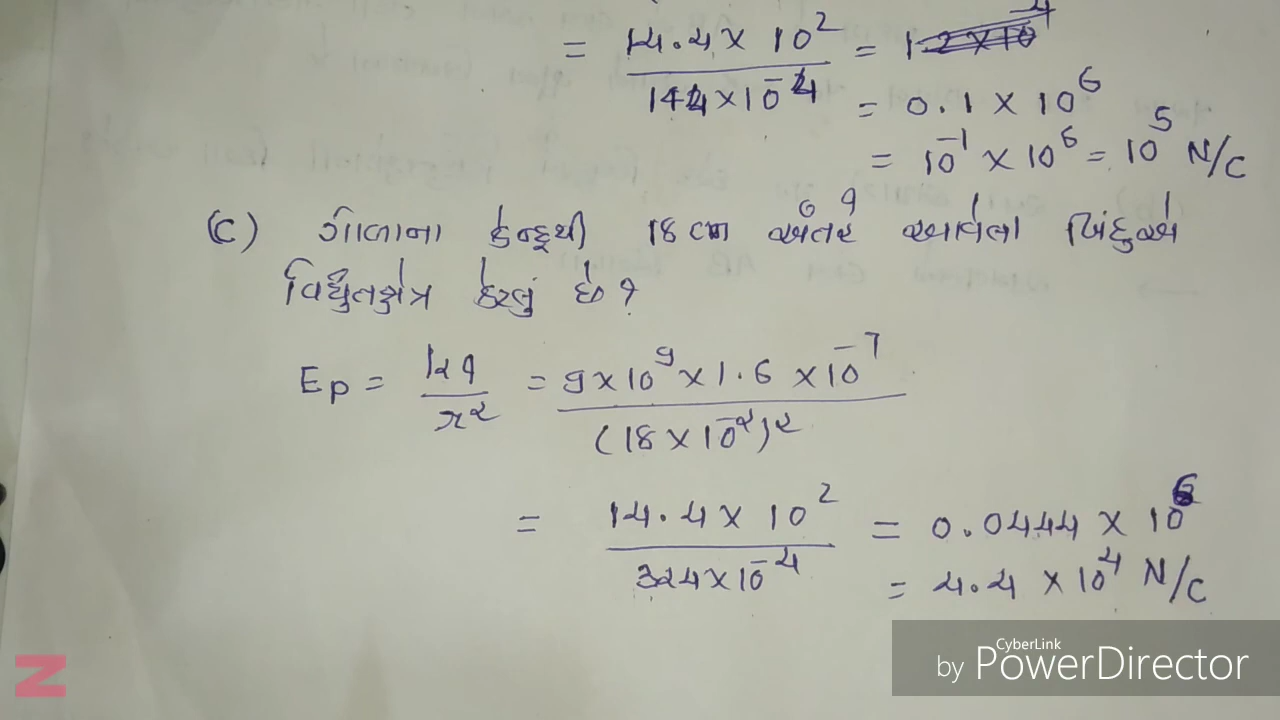 = 14.4 × 10² / 144 × 10⁻⁴ =
= 0.1 × 10⁶
= 10⁻¹ × 10⁶ = 10⁵ N/C
(C) ગોળાના કેન્દ્રથી 18 cm અંતરે આવેલા બિંદુએ
વિદ્યુતક્ષેત્ર કેટલું છે ?
Ep = kq / r² = 9 × 10⁹ × 1.6 × 10⁻⁷ / (18 × 10⁻²)²
= 14.4 × 10² / 324 × 10⁻⁴ = 0.0444 × 10⁶
= 4.4 × 10⁴ N/C
N
CyberLink
by PowerDirector